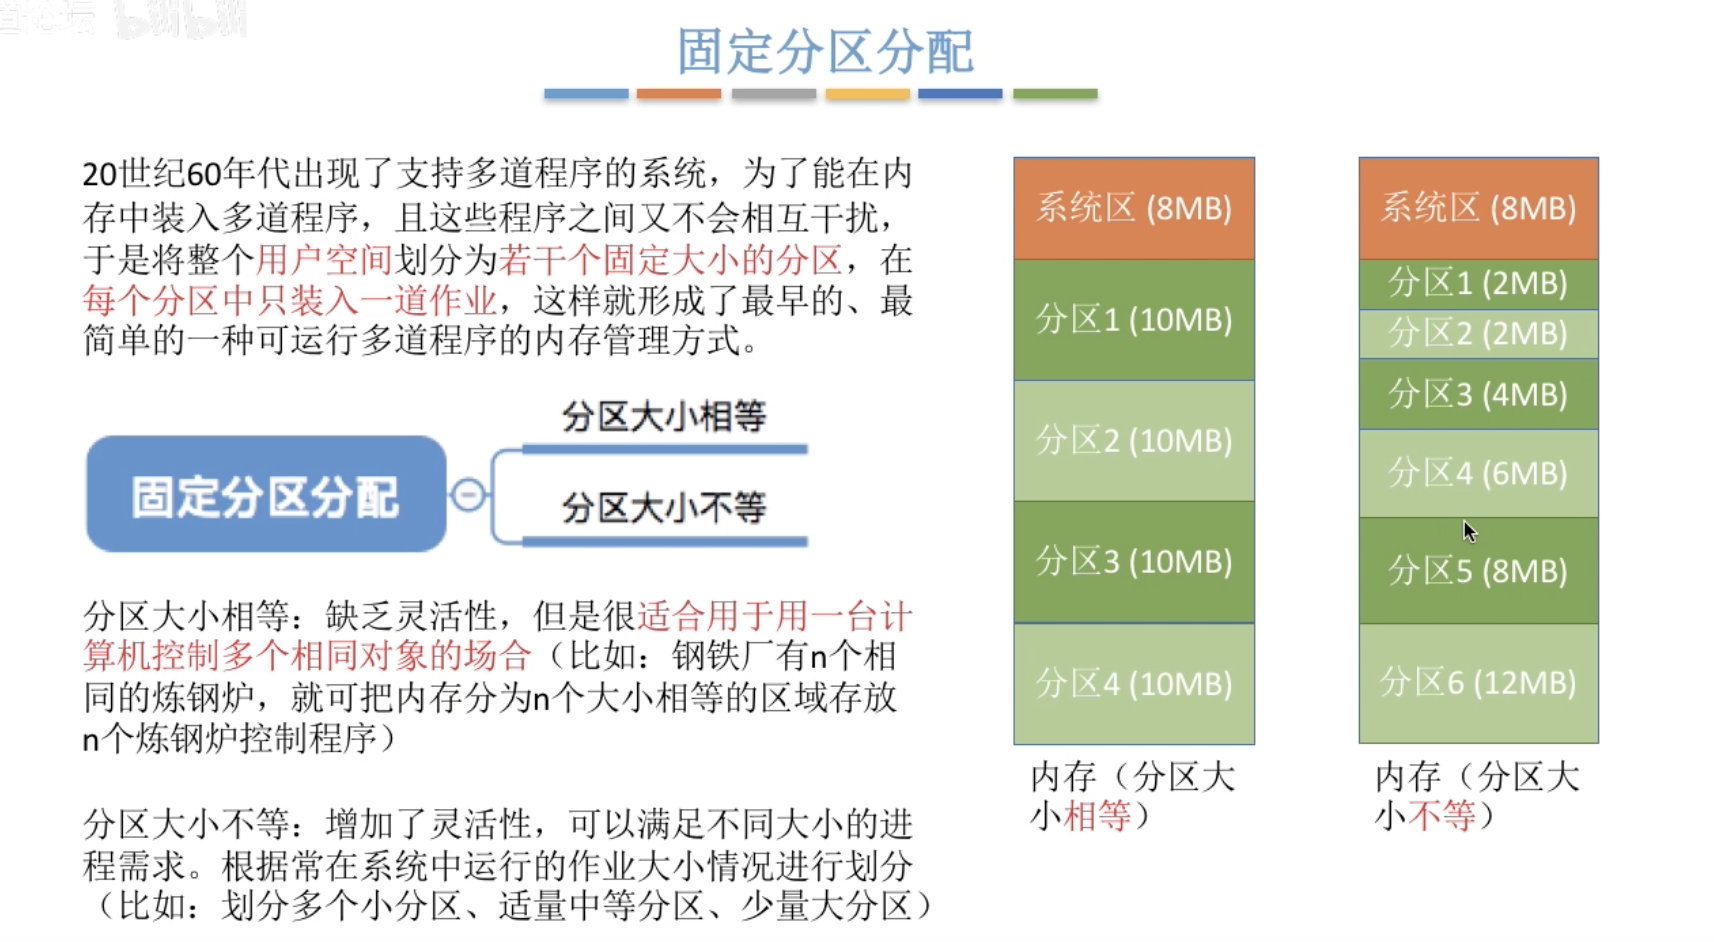 固定分区分配
20世纪60年代出现了支持多道程序的系统，为了能在内
存中装入多道程序，且这些程序之间又不会相互干扰，
于是将整个用户空间划分为若干个固定大小的分区，在
每个分区中只装入一道作业，这样就形成了最早的、最
简单的一种可运行多道程序的内存管理方式。
固定分区分配
分区大小相等
分区大小不等
分区大小相等：缺乏灵活性，但是很适合用于用一台计
算机控制多个相同对象的场合（比如：钢铁厂有n个相
同的炼钢炉，就可把内存分为n个大小相等的区域存放
n个炼钢炉控制程序）
分区大小不等：增加了灵活性，可以满足不同大小的进
程需求。根据常在系统中运行的作业大小情况进行划分
（比如：划分多个小分区、适量中等分区、少量大分区）
系统区 (8MB)
分区1 (10MB)
分区2 (10MB)
分区3 (10MB)
分区4 (10MB)
内存（分区大
小相等）
系统区 (8MB)
分区1 (2MB)
分区2 (2MB)
分区3 (4MB)
分区4 (6MB)
分区5 (8MB)
分区6 (12MB)
内存（分区大
小不等）
bilibili